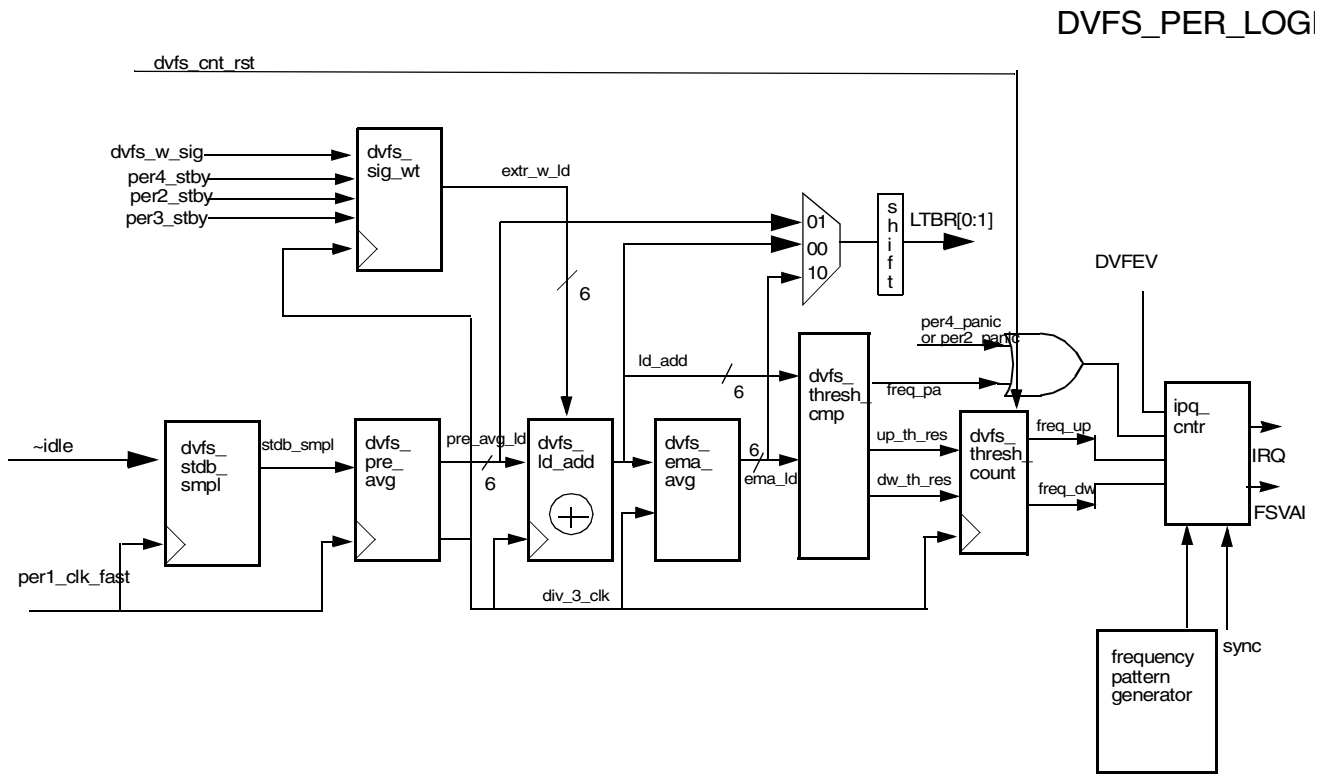 DVFS_PER_LOGI
dvfs_cnt_rst
dvfs_w_sig
per4_stby
per2_stby
per3_stby
dvfs_
sig_wt
extr_w_ld
6
01
00
10
s
h
i
f
t
LTBR[0:1]
DVFEV
per4_panic
or per2_panic
ld_add
6
dvfs_
thresh_
cmp
freq_pa
ipq_
cntr
~idle
dvfs_
stdb_
smpl
stdb_smpl
dvfs_
pre_
avg
pre_avg_ld
6
dvfs_
ld_add
dvfs_
ema_
avg
6
ema_ld
up_th_res
dw_th_res
dvfs_
thresh_
count
freq_up
freq_dw
IRQ
FSVAI
per1_clk_fast
div_3_clk
frequency
pattern
generator
sync